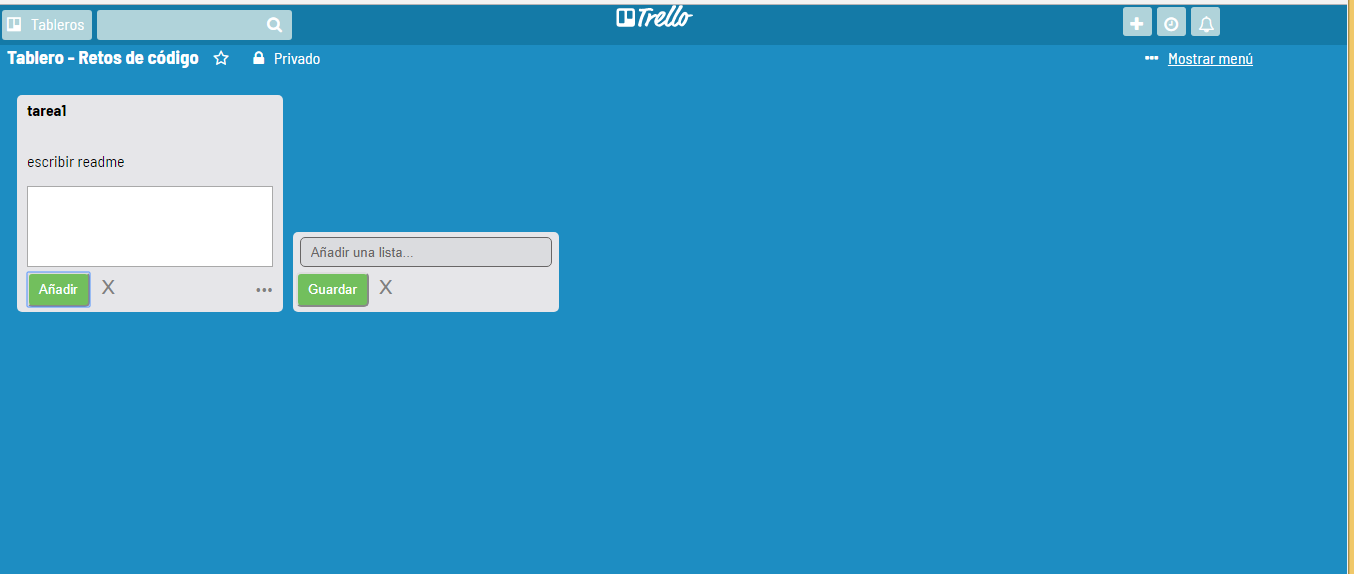 Tableros
Trello
Tablero - Retos de código
Privado
Mostrar menú
tarea1
escribir readme
Añadir X
Añadir una lista...
Guardar X